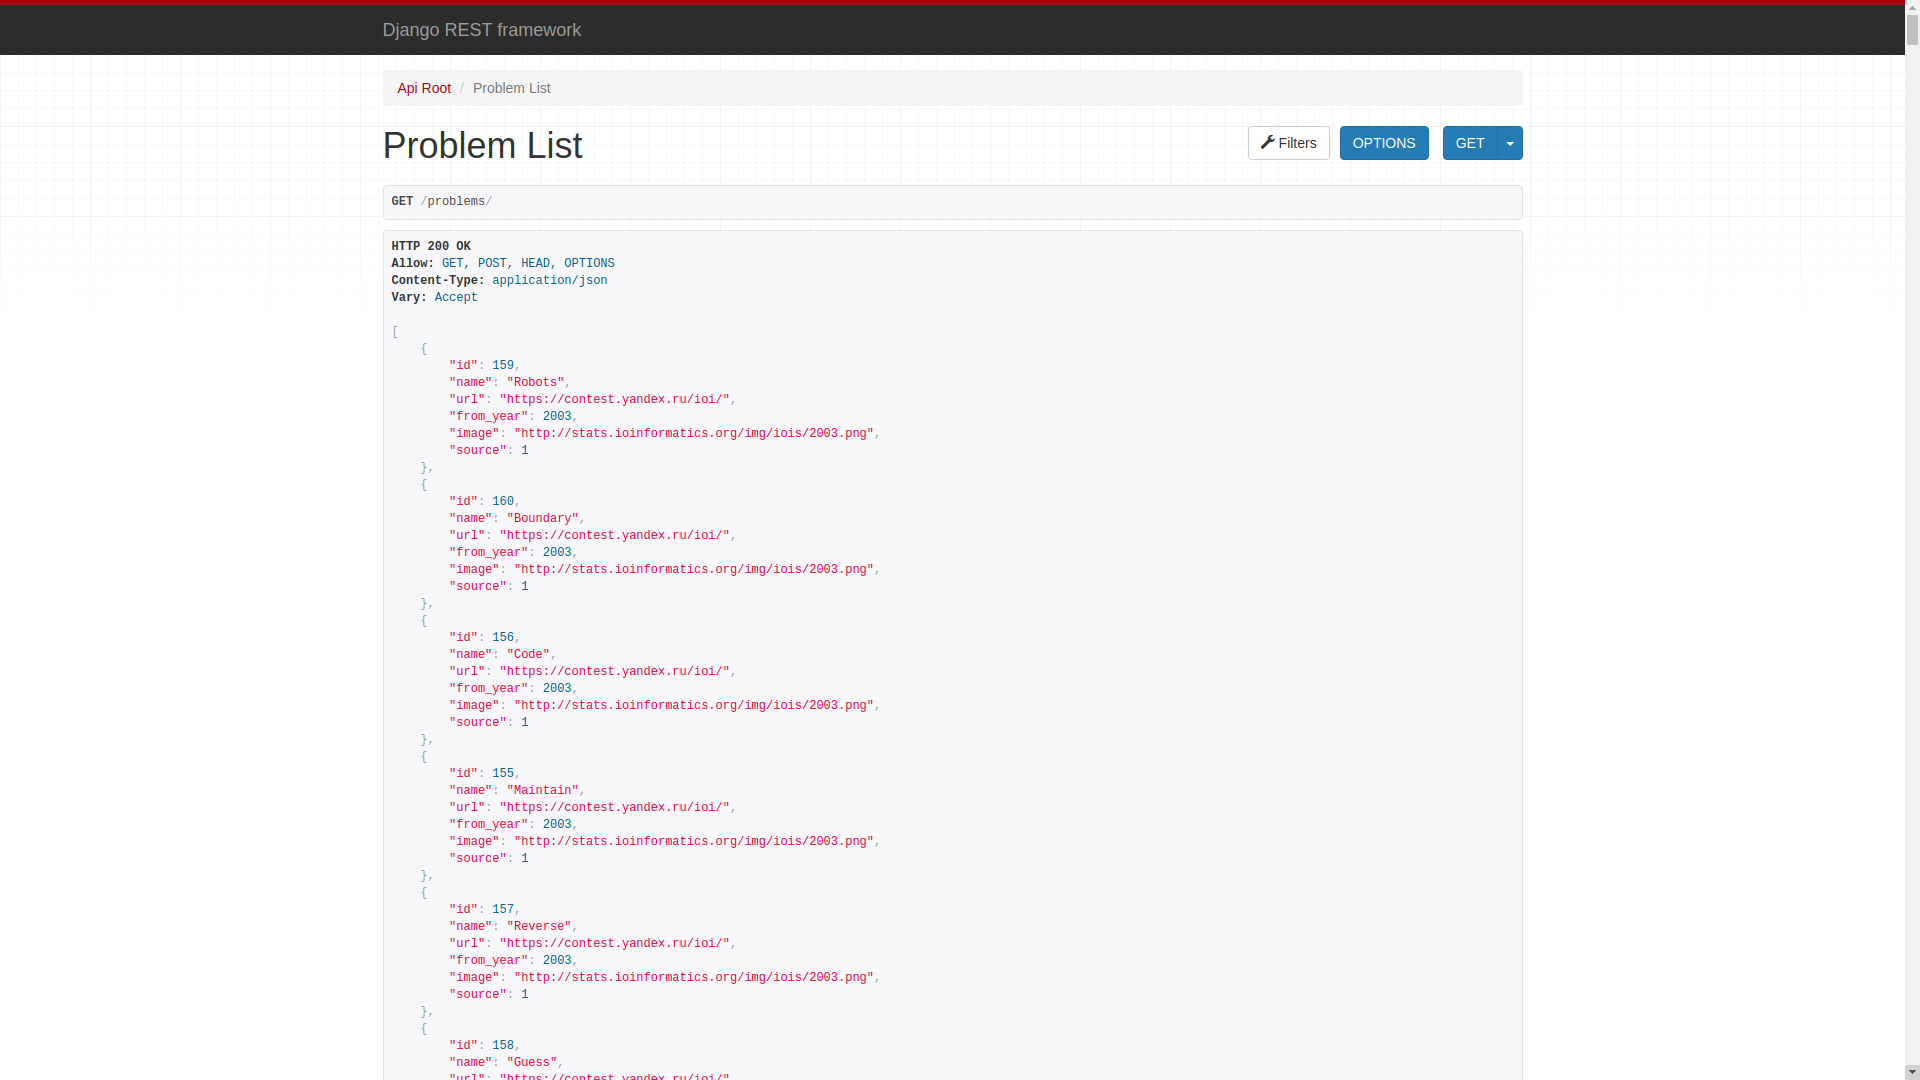 Django REST framework
Api Root / Problem List
Problem List
Filters
OPTIONS
GET
GET /problems/
HTTP 200 OK
Allow: GET, POST, HEAD, OPTIONS
Content-Type: application/json
Vary: Accept
[
{
"id": 159,
"name": "Robots",
"url": "https://contest.yandex.ru/ioi/",
"from_year": 2003,
"image": "http://stats.ioinformatics.org/img/iois/2003.png",
"source": 1
},
{
"id": 160,
"name": "Boundary",
"url": "https://contest.yandex.ru/ioi/",
"from_year": 2003,
"image": "http://stats.ioinformatics.org/img/iois/2003.png",
"source": 1
},
{
"id": 156,
"name": "Code",
"url": "https://contest.yandex.ru/ioi/",
"from_year": 2003,
"image": "http://stats.ioinformatics.org/img/iois/2003.png",
"source": 1
},
{
"id": 155,
"name": "Maintain",
"url": "https://contest.yandex.ru/ioi/",
"from_year": 2003,
"image": "http://stats.ioinformatics.org/img/iois/2003.png",
"source": 1
},
{
"id": 157,
"name": "Reverse",
"url": "https://contest.yandex.ru/ioi/",
"from_year": 2003,
"image": "http://stats.ioinformatics.org/img/iois/2003.png",
"source": 1
},
{
"id": 158,
"name": "Guess",
"url": "https://contest.yandex.ru/ioi/",